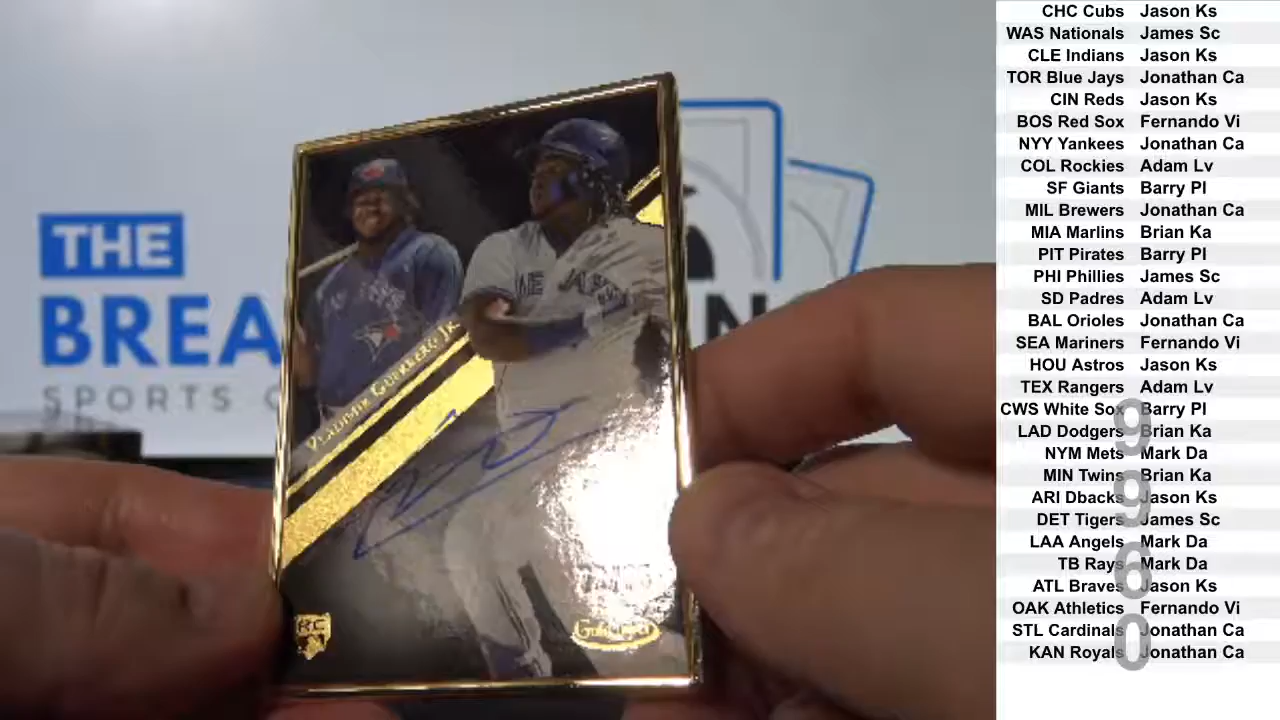 THE
BREA
SPORTS C
N
VLADIMIR GUERRERO JR.
RC
CHC Cubs Jason Ks
WAS Nationals James Sc
CLE Indians Jason Ks
TOR Blue Jays Jonathan Ca
CIN Reds Jason Ks
BOS Red Sox Fernando Vi
NYY Yankees Jonathan Ca
COL Rockies Adam Lv
SF Giants Barry Pl
MIL Brewers Jonathan Ca
MIA Marlins Brian Ka
PIT Pirates Barry Pl
PHI Phillies James Sc
SD Padres Adam Lv
BAL Orioles Jonathan Ca
SEA Mariners Fernando Vi
HOU Astros Jason Ks
TEX Rangers Adam Lv
CWS White Sox Barry Pl
LAD Dodgers Brian Ka
NYM Mets Mark Da
MIN Twins Brian Ka
ARI Dbacks Jason Ks
DET Tigers James Sc
LAA Angels Mark Da
TB Rays Mark Da
ATL Braves Jason Ks
OAK Athletics Fernando Vi
STL Cardinals Jonathan Ca
KAN Royals Jonathan Ca
9960